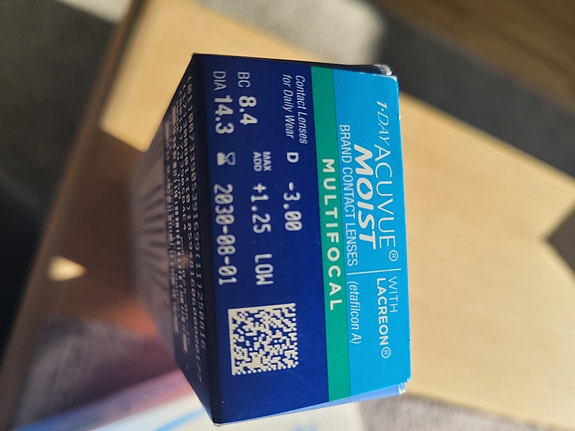 1·DAY ACUVUE® WITH
MOIST LACREON®
BRAND CONTACT LENSES (etafilcon A)
MULTIFOCAL
Contact Lenses
for Daily Wear
D -3.00
MAX
ADD +1.25 LOW
BC 8.4
DIA 14.3 2030-08-01